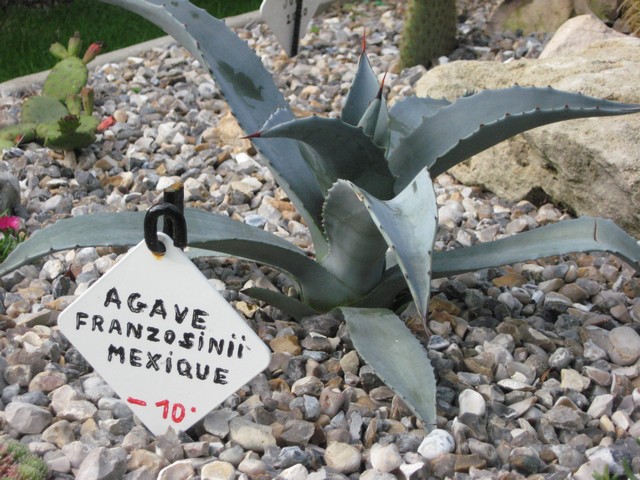 AGAVE
FRANZOSINII
MEXIQUE
- 10°